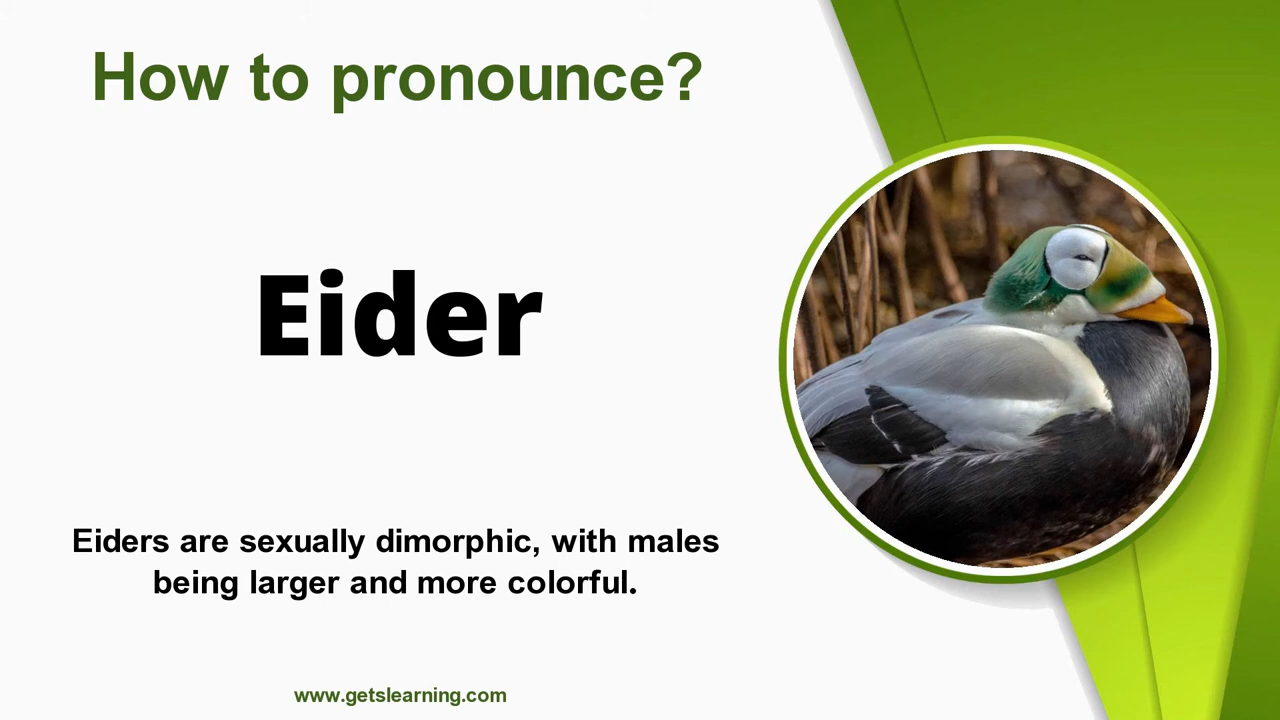 How to pronounce?
Eider
Eiders are sexually dimorphic, with males
being larger and more colorful.
www.getslearning.com